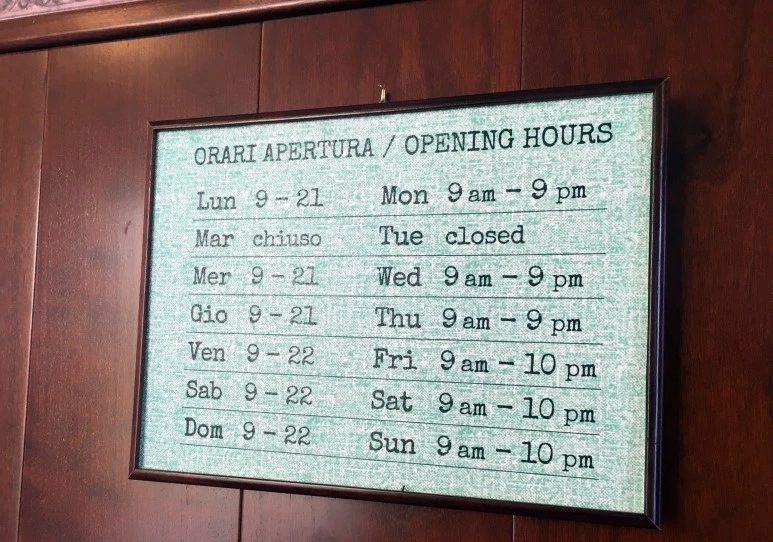 ORARI APERTURA / OPENING HOURS
Lun 9 - 21 Mon 9 am - 9 pm
Mar chiuso Tue closed
Mer 9 - 21 Wed 9 am - 9 pm
Gio 9 - 21 Thu 9 am - 9 pm
Ven 9 - 22 Fri 9 am - 10 pm
Sab 9 - 22 Sat 9 am - 10 pm
Dom 9 - 22 Sun 9 am - 10 pm